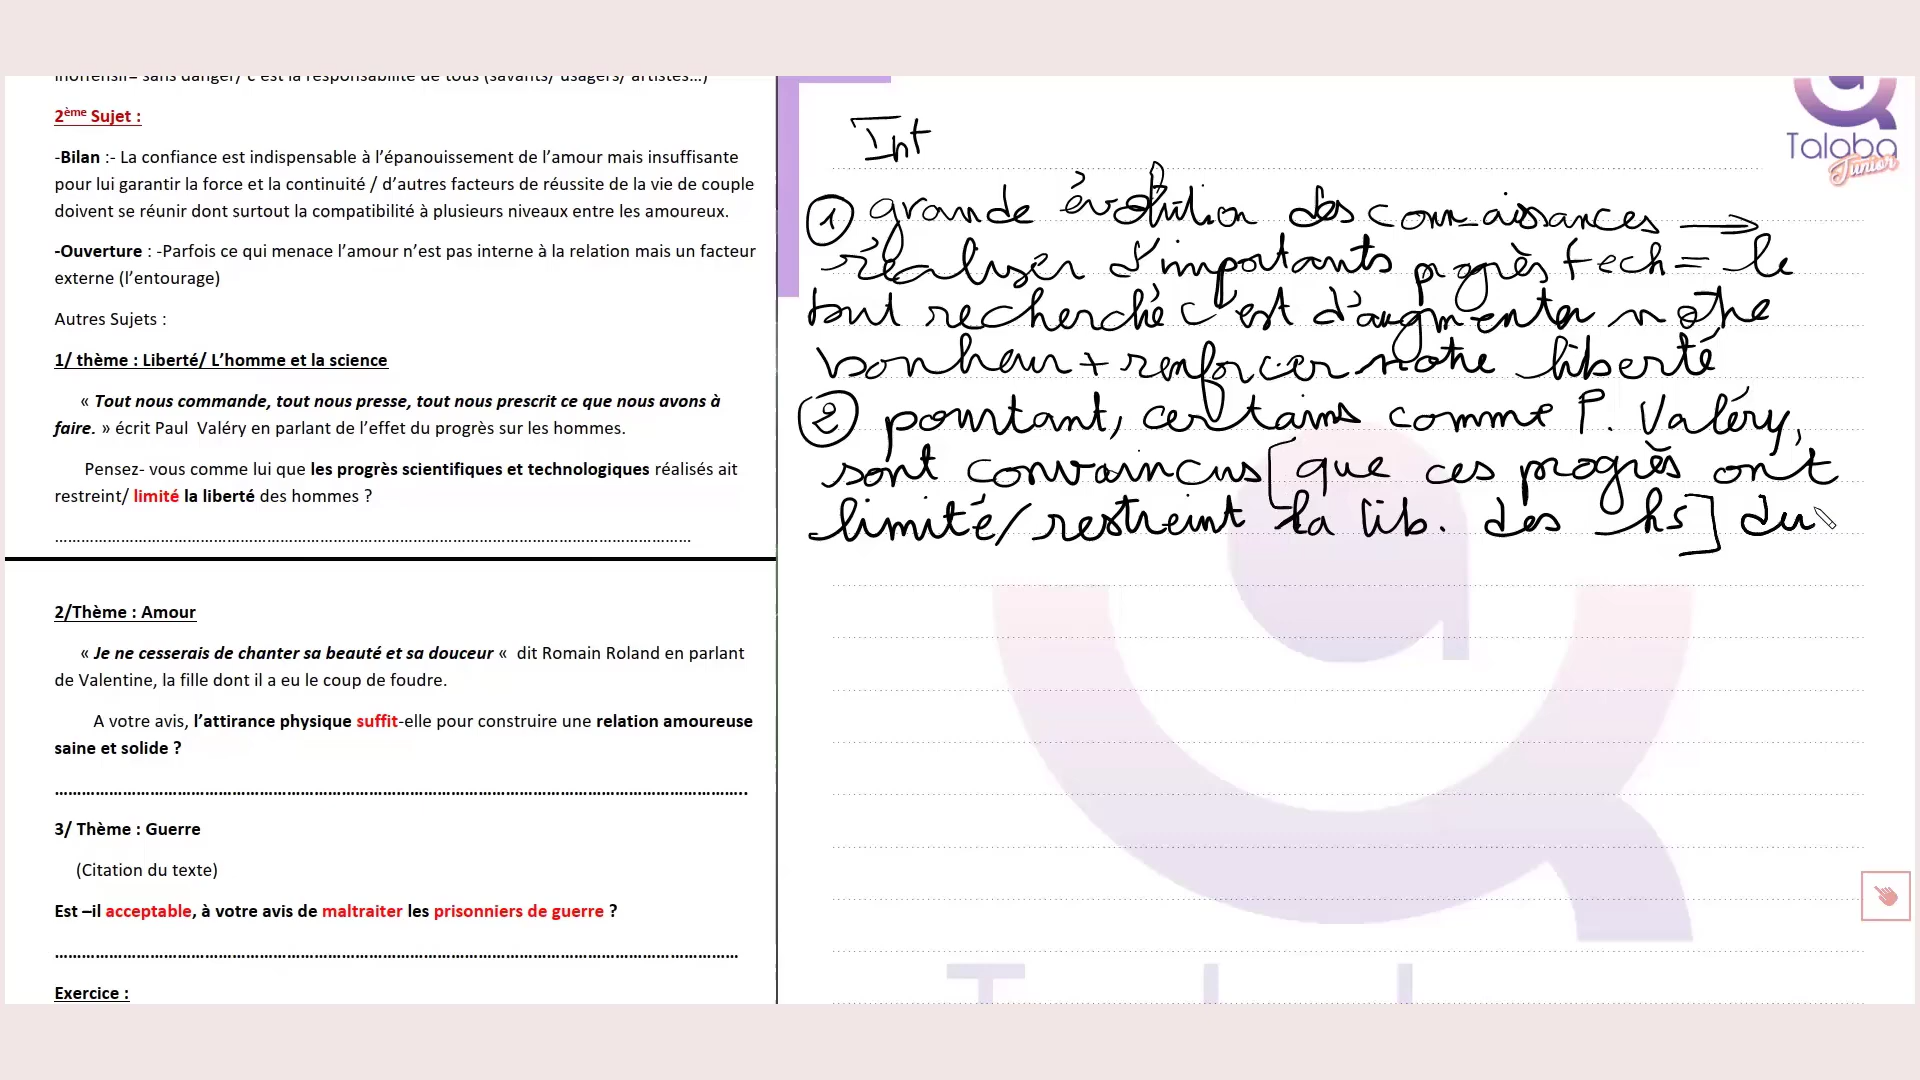 inoffensif= sans danger/ c'est la responsabilité de tous (savants/ usagers/ artistes…)
2ème Sujet :
-Bilan :- La confiance est indispensable à l'épanouissement de l'amour mais insuffisante
pour lui garantir la force et la continuité / d'autres facteurs de réussite de la vie de couple
doivent se réunir dont surtout la compatibilité à plusieurs niveaux entre les amoureux.
-Ouverture : -Parfois ce qui menace l'amour n'est pas interne à la relation mais un facteur
externe (l'entourage)
Autres Sujets :
1/ thème : Liberté/ L'homme et la science
« Tout nous commande, tout nous presse, tout nous prescrit ce que nous avons à
faire. » écrit Paul Valéry en parlant de l'effet du progrès sur les hommes.
Pensez- vous comme lui que les progrès scientifiques et technologiques réalisés ait
restreint/ limité la liberté des hommes ?
2/Thème : Amour
« Je ne cesserais de chanter sa beauté et sa douceur « dit Romain Roland en parlant
de Valentine, la fille dont il a eu le coup de foudre.
A votre avis, l'attirance physique suffit-elle pour construire une relation amoureuse
saine et solide ?
3/ Thème : Guerre
(Citation du texte)
Est –il acceptable, à votre avis de maltraiter les prisonniers de guerre ?
Exercice :
Int
① grande évolution des connaissances →
réaliser d'importants progrès tech = le
but recherché c'est d'augmenter notre
bonheur + renforcer notre liberté
② pourtant, certains comme P. Valéry,
sont convaincus [que ces progrès ont
limité/restreint la lib. des hs] du
Talaba
Junior